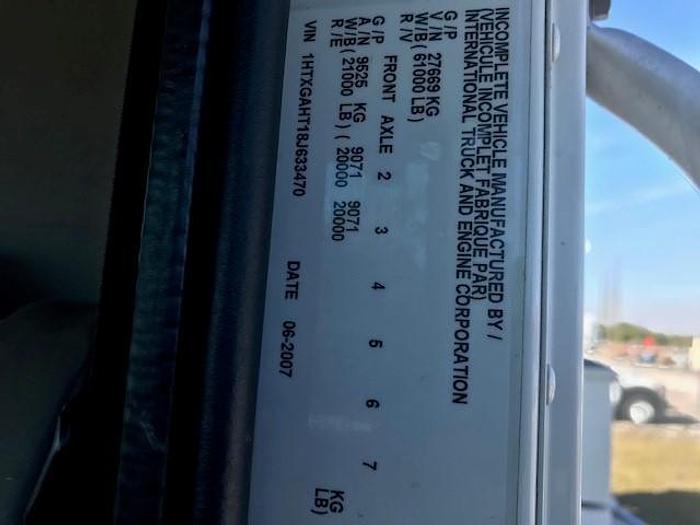 INCOMPLETE VEHICLE MANUFACTURED BY /
(VEHICULE INCOMPLET FABRIQUE PAR)
INTERNATIONAL TRUCK AND ENGINE CORPORATION
G /P
V /N 27669 KG
W/B ( 61000 LB )
R /V
G /P FRONT AXLE 2 3 4 5 6 7
A /N 9525 KG 9071 9071 KG
W/B ( 21000 LB ) ( 20000 20000 LB )
R /E
VIN 1HTXGAHT18J633470 DATE 06-2007